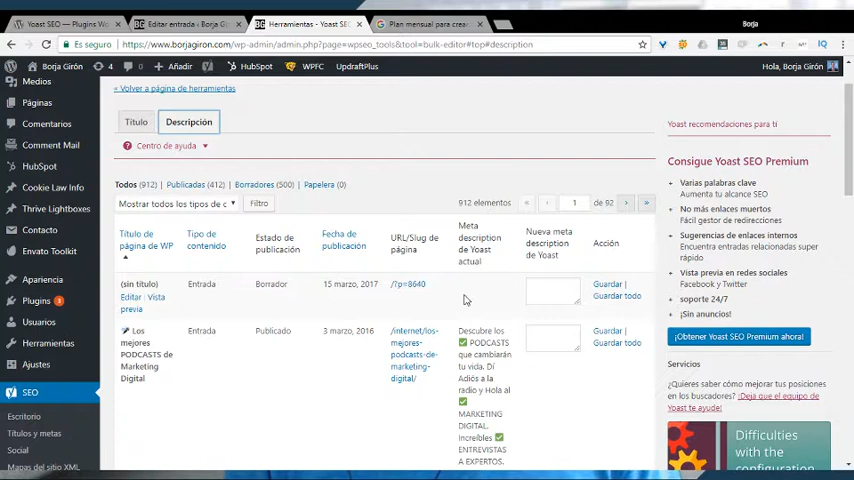 Yoast SEO — Plugins Wo
Editar entrada ‹ Borja Gi
Herramientas - Yoast SEO
Plan mensual para crear
Borja
Es seguro
https://www.borjagiron.com/wp-admin/admin.php?page=wpseo_tools&tool=bulk-editor#top#description
Borja Girón
4
0
Añadir
HubSpot
WPFC
UpdraftPlus
Hola, Borja Girón
Medios
Páginas
Comentarios
Comment Mail
HubSpot
Cookie Law Info
Thrive Lightboxes
Contacto
Envato Toolkit
Apariencia
Plugins 3
Usuarios
Herramientas
Ajustes
SEO
Escritorio
Títulos y metas
Social
Mapas del sitio XML
« Volver a página de herramientas
Título
Descripción
Centro de ayuda
Todos (912) | Publicadas (412) | Borradores (500) | Papelera (0)
Mostrar todos los tipos de c
Filtro
912 elementos
«
‹
1
de 92
›
»
Título de
página de WP
Tipo de
contenido
Estado de
publicación
Fecha de
publicación
URL/Slug de
página
Meta
description
de Yoast
actual
Nueva meta
description
de Yoast
Acción
(sin título)
Editar | Vista
previa
Entrada
Borrador
15 marzo, 2017
/?p=8640
Guardar |
Guardar todo
Los
mejores
PODCASTS de
Marketing
Digital
Entrada
Publicado
3 marzo, 2016
/internet/los-
mejores-
podcasts-de-
marketing-
digital/
Descubre los
✅ PODCASTS
que cambiarán
tu vida. Di
Adiós a la
radio y Hola al
✅
MARKETING
DIGITAL.
Increíbles ✅
ENTREVISTAS
A EXPERTOS.
Guardar |
Guardar todo
Yoast recomendaciones para ti
Consigue Yoast SEO Premium
+ Varias palabras clave
Aumenta tu alcance SEO
+ No más enlaces muertos
Fácil gestor de redirecciones
+ Sugerencias de enlaces internos
Encuentra entradas relacionadas super
rápido
+ Vista previa en redes sociales
Facebook y Twitter
+ soporte 24/7
+ ¡Sin anuncios!
¡Obtener Yoast SEO Premium ahora!
Servicios
¿Quieres saber cómo mejorar tus posiciones
en los buscadores? ¡Deja que el equipo de
Yoast te ayude!
Difficulties
with the
configuration